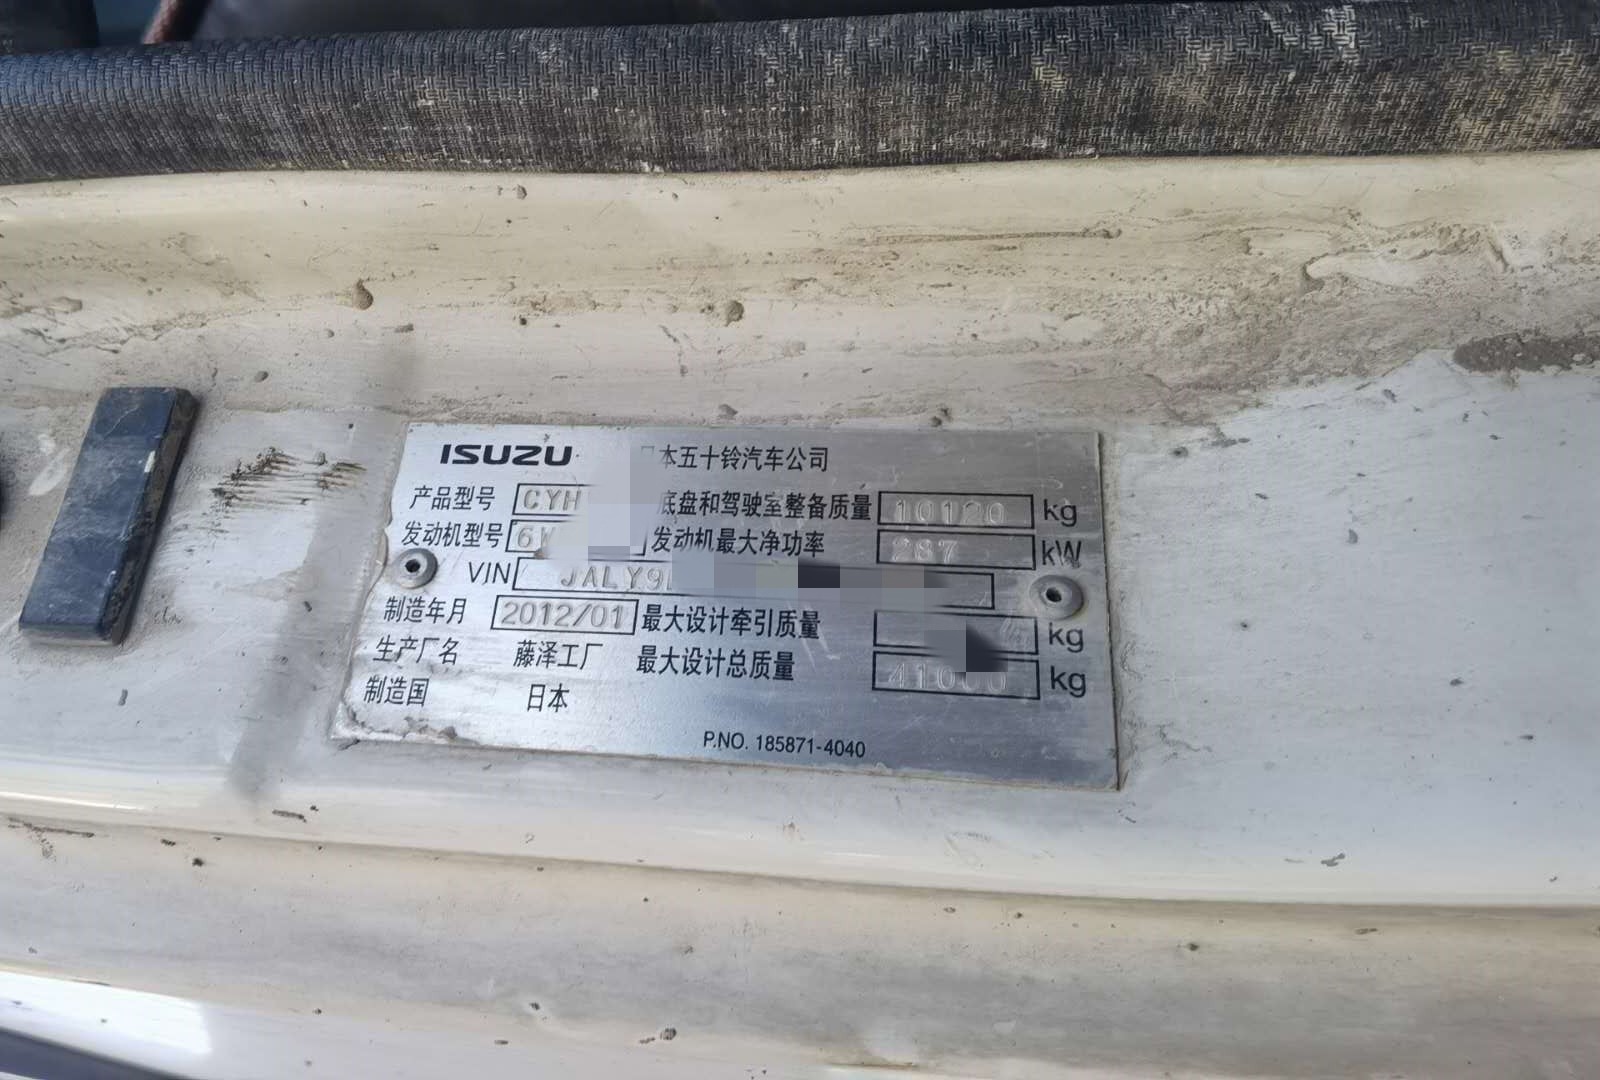 ISUZU 日本五十铃汽车公司
产品型号 CYH 底盘和驾驶室整备质量 10120 kg
发动机型号 6 发动机最大净功率 287 kW
VIN JALY9
制造年月 2012/01 最大设计牵引质量 kg
生产厂名 藤泽工厂 最大设计总质量 41000 kg
制造国 日本
P.NO. 185871-4040